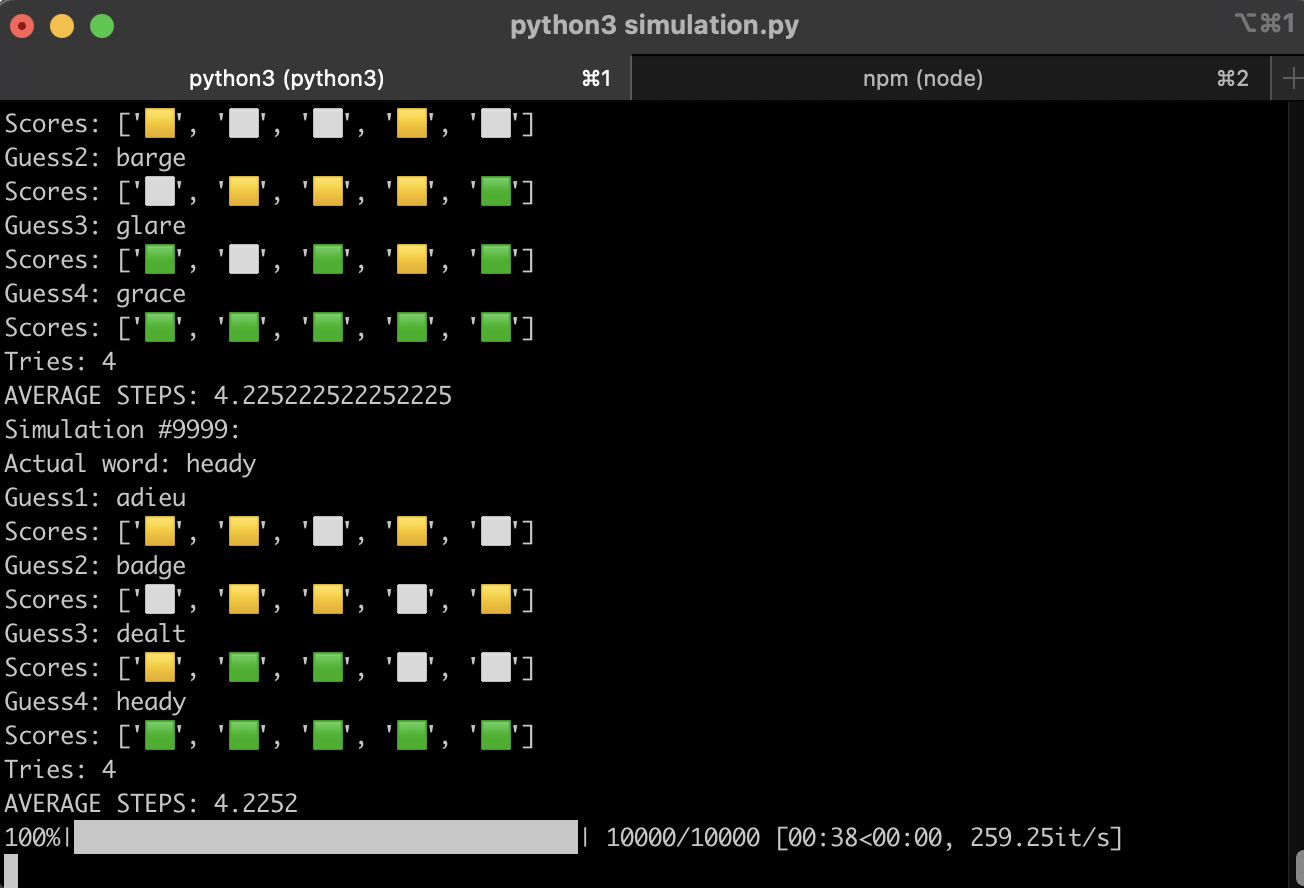 python3 simulation.py
⌥⌘1
python3 (python3) ⌘1
npm (node) ⌘2
Scores: ['🟨', '⬜', '⬜', '🟨', '⬜']
Guess2: barge
Scores: ['⬜', '🟨', '🟨', '🟨', '🟩']
Guess3: glare
Scores: ['🟩', '⬜', '🟩', '🟨', '🟩']
Guess4: grace
Scores: ['🟩', '🟩', '🟩', '🟩', '🟩']
Tries: 4
AVERAGE STEPS: 4.225222522252225
Simulation #9999:
Actual word: heady
Guess1: adieu
Scores: ['🟨', '🟨', '⬜', '🟨', '⬜']
Guess2: badge
Scores: ['⬜', '🟨', '🟨', '⬜', '🟨']
Guess3: dealt
Scores: ['🟨', '🟩', '🟩', '⬜', '⬜']
Guess4: heady
Scores: ['🟩', '🟩', '🟩', '🟩', '🟩']
Tries: 4
AVERAGE STEPS: 4.2252
100%| | 10000/10000 [00:38<00:00, 259.25it/s]